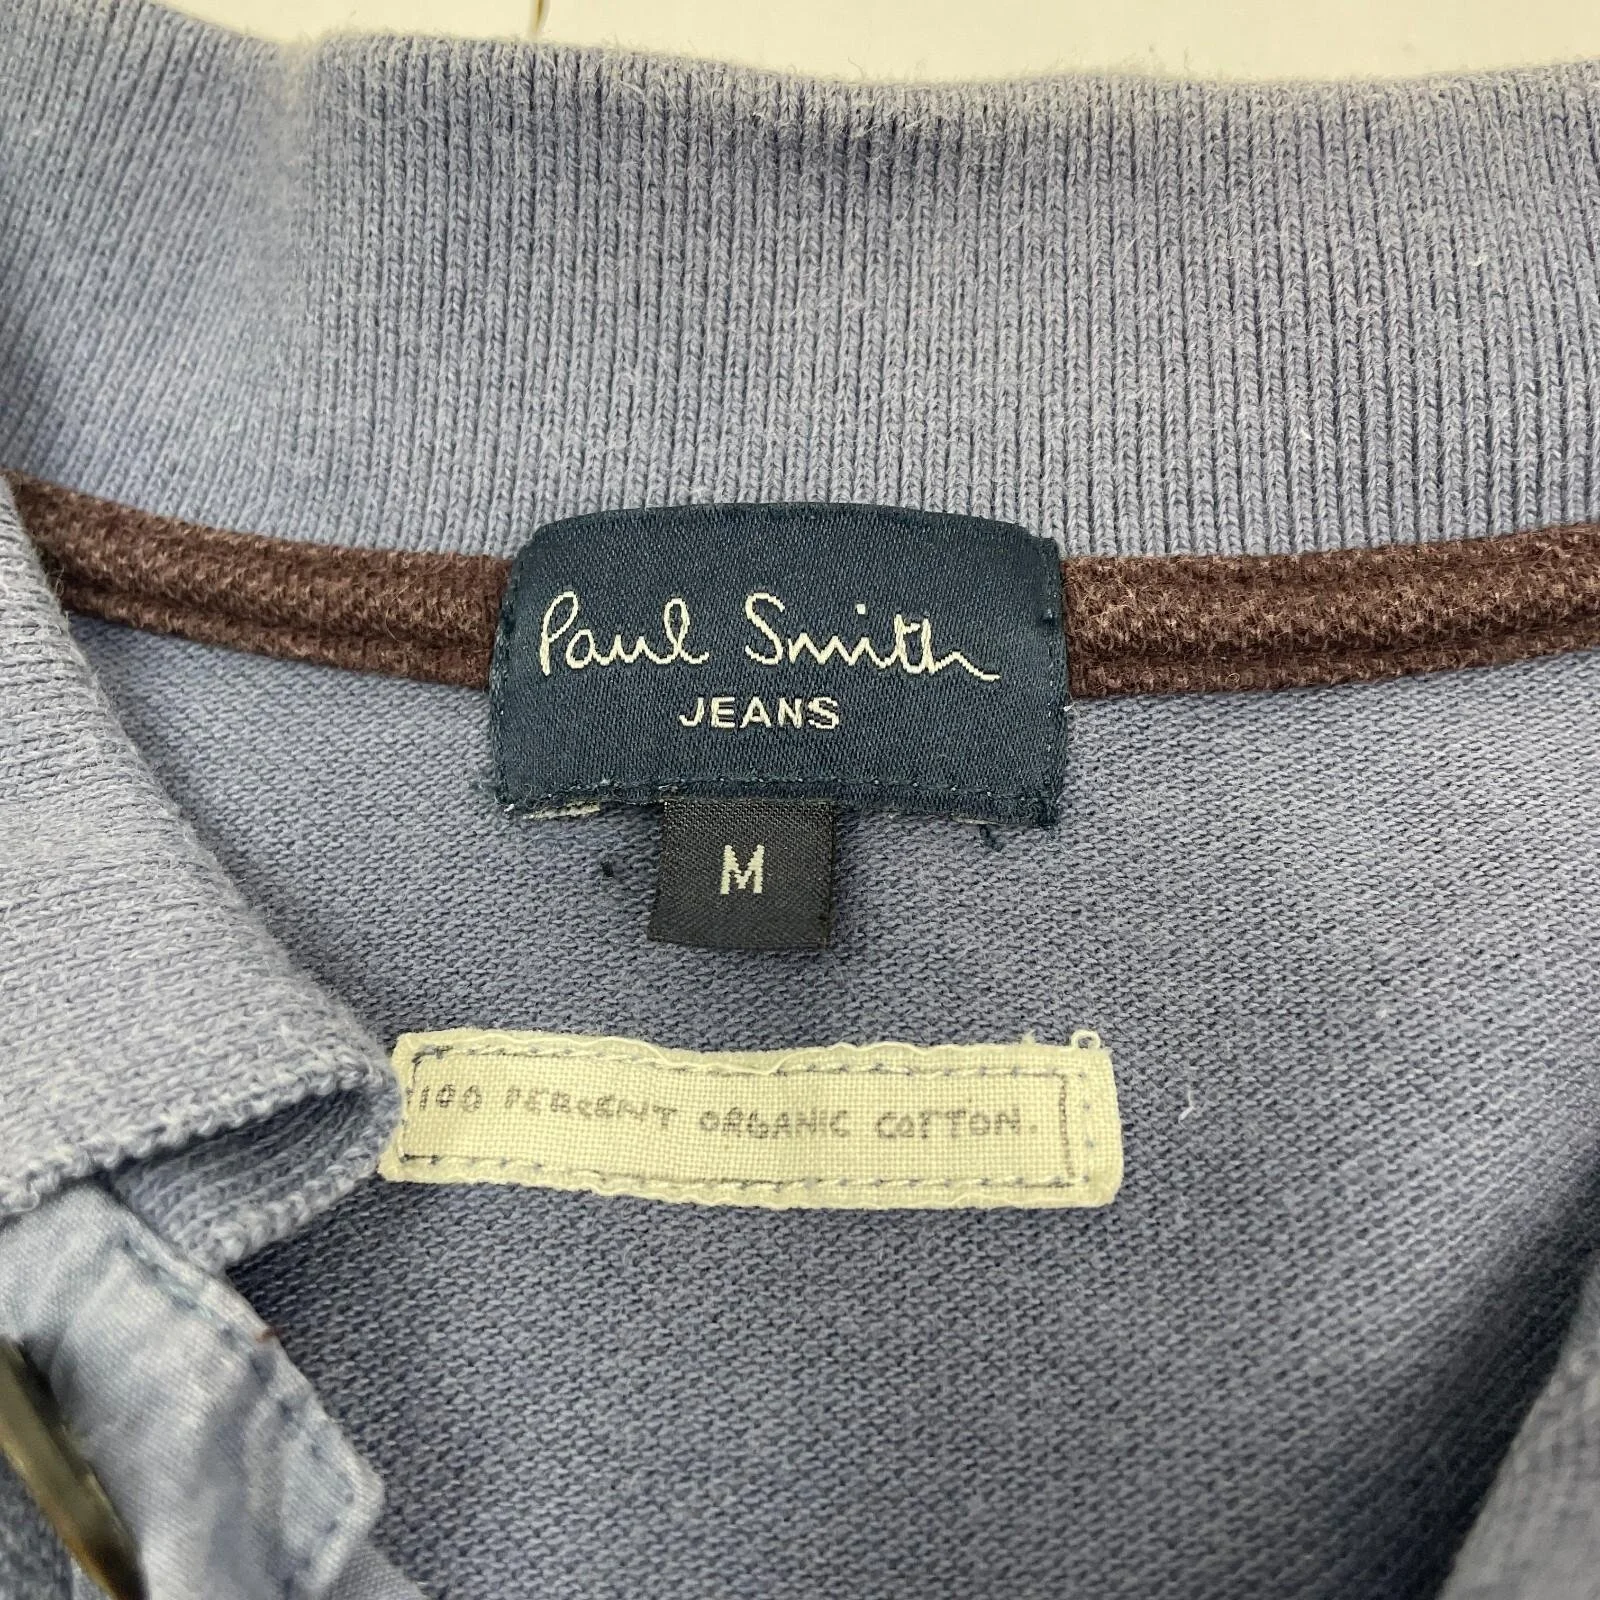 Paul Smith
JEANS
M
100 PERCENT ORGANIC COTTON.